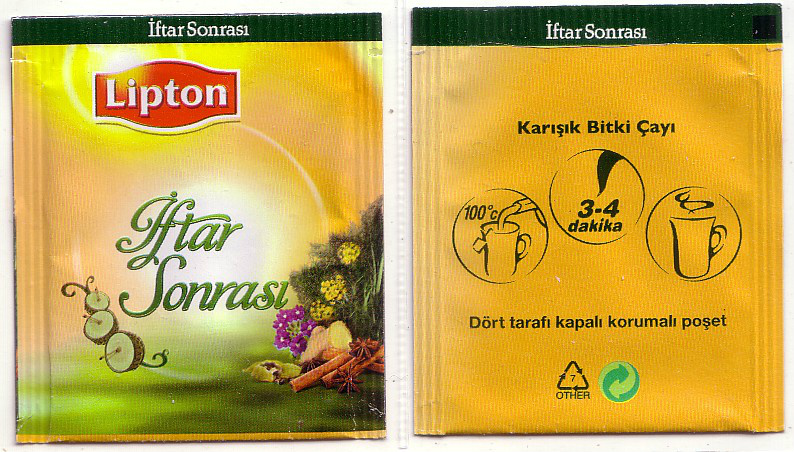 İftar Sonrası
Lipton
İftar
Sonrası
İftar Sonrası
Karışık Bitki Çayı
100°c
3-4
dakika
Dört tarafı kapalı korumalı poşet
7
OTHER